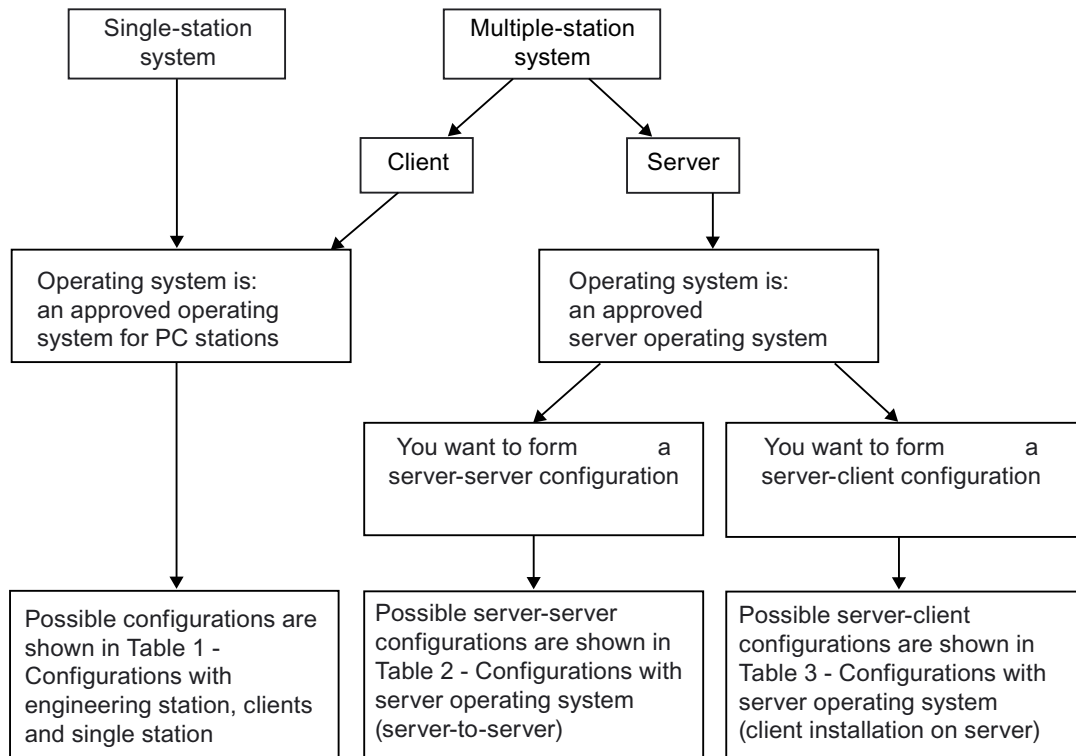 Single-station
system
Multiple-station
system
Client
Server
Operating system is:
an approved operating
system for PC stations
Operating system is:
an approved
server operating system
You want to form a
server-server configuration
You want to form a
server-client configuration
Possible configurations are
shown in Table 1 -
Configurations with
engineering station, clients
and single station
Possible server-server
configurations are shown in
Table 2 - Configurations with
server operating system
(server-to-server)
Possible server-client
configurations are shown in
Table 3 - Configurations with
server operating system
(client installation on server)